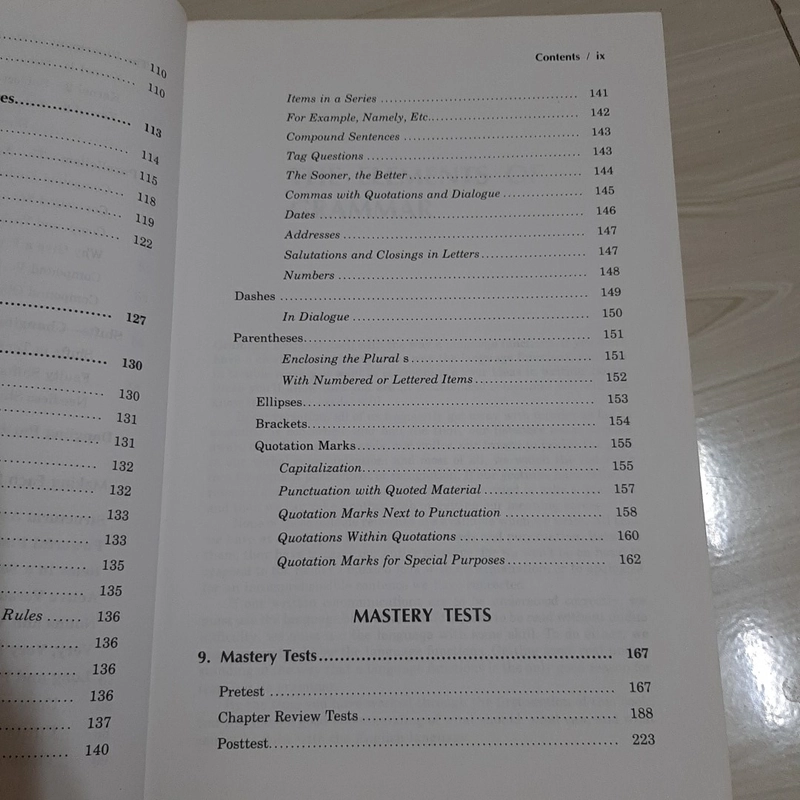 110
110
es
113
114
115
118
119
122
127
130
130
131
131
132
132
133
133
135
135
Rules ...... 136
136
136
136
137
140
Contents / ix
Items in a Series ........ 141
For Example, Namely, Etc. ........ 142
Compound Sentences ........ 143
Tag Questions ........ 143
The Sooner, the Better ........ 144
Commas with Quotations and Dialogue ........ 145
Dates ........ 146
Addresses ........ 147
Salutations and Closings in Letters ........ 147
Numbers ........ 148
Dashes ........ 149
In Dialogue ........ 150
Parentheses ........ 151
Enclosing the Plural s ........ 151
With Numbered or Lettered Items ........ 152
Ellipses ........ 153
Brackets ........ 154
Quotation Marks ........ 155
Capitalization ........ 155
Punctuation with Quoted Material ........ 157
Quotation Marks Next to Punctuation ........ 158
Quotations Within Quotations ........ 160
Quotation Marks for Special Purposes ........ 162
MASTERY TESTS
9. Mastery Tests ........ 167
Pretest ........ 167
Chapter Review Tests ........ 188
Posttest ........ 223